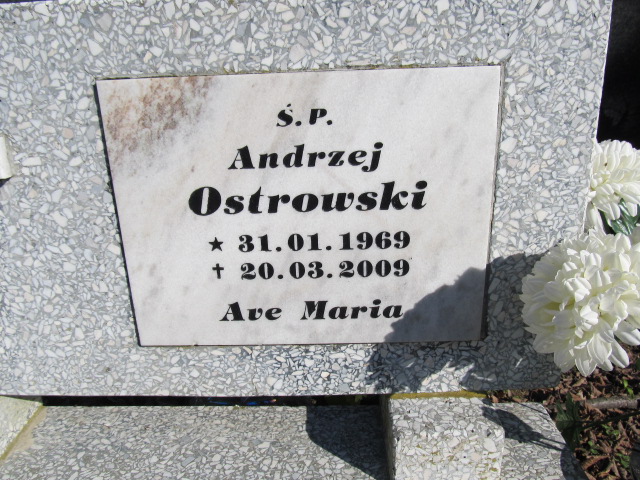 Ś.P.
Andrzej
Ostrowski
★ 31.01.1969
✝ 20.03.2009
Ave Maria